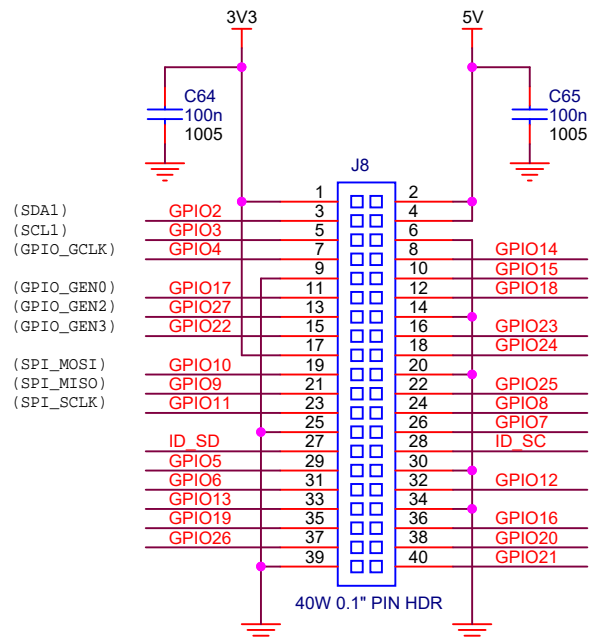 3V3 5V
C64 C65
100n 100n
1005 1005
J8
1 2
(SDA1) GPIO2 3 4
(SCL1) GPIO3 5 6
(GPIO_GCLK) GPIO4 7 8 GPIO14
9 10 GPIO15
(GPIO_GEN0) GPIO17 11 12 GPIO18
(GPIO_GEN2) GPIO27 13 14
(GPIO_GEN3) GPIO22 15 16 GPIO23
17 18 GPIO24
(SPI_MOSI) GPIO10 19 20
(SPI_MISO) GPIO9 21 22 GPIO25
(SPI_SCLK) GPIO11 23 24 GPIO8
25 26 GPIO7
ID_SD 27 28 ID_SC
GPIO5 29 30
GPIO6 31 32 GPIO12
GPIO13 33 34
GPIO19 35 36 GPIO16
GPIO26 37 38 GPIO20
39 40 GPIO21
40W 0.1" PIN HDR